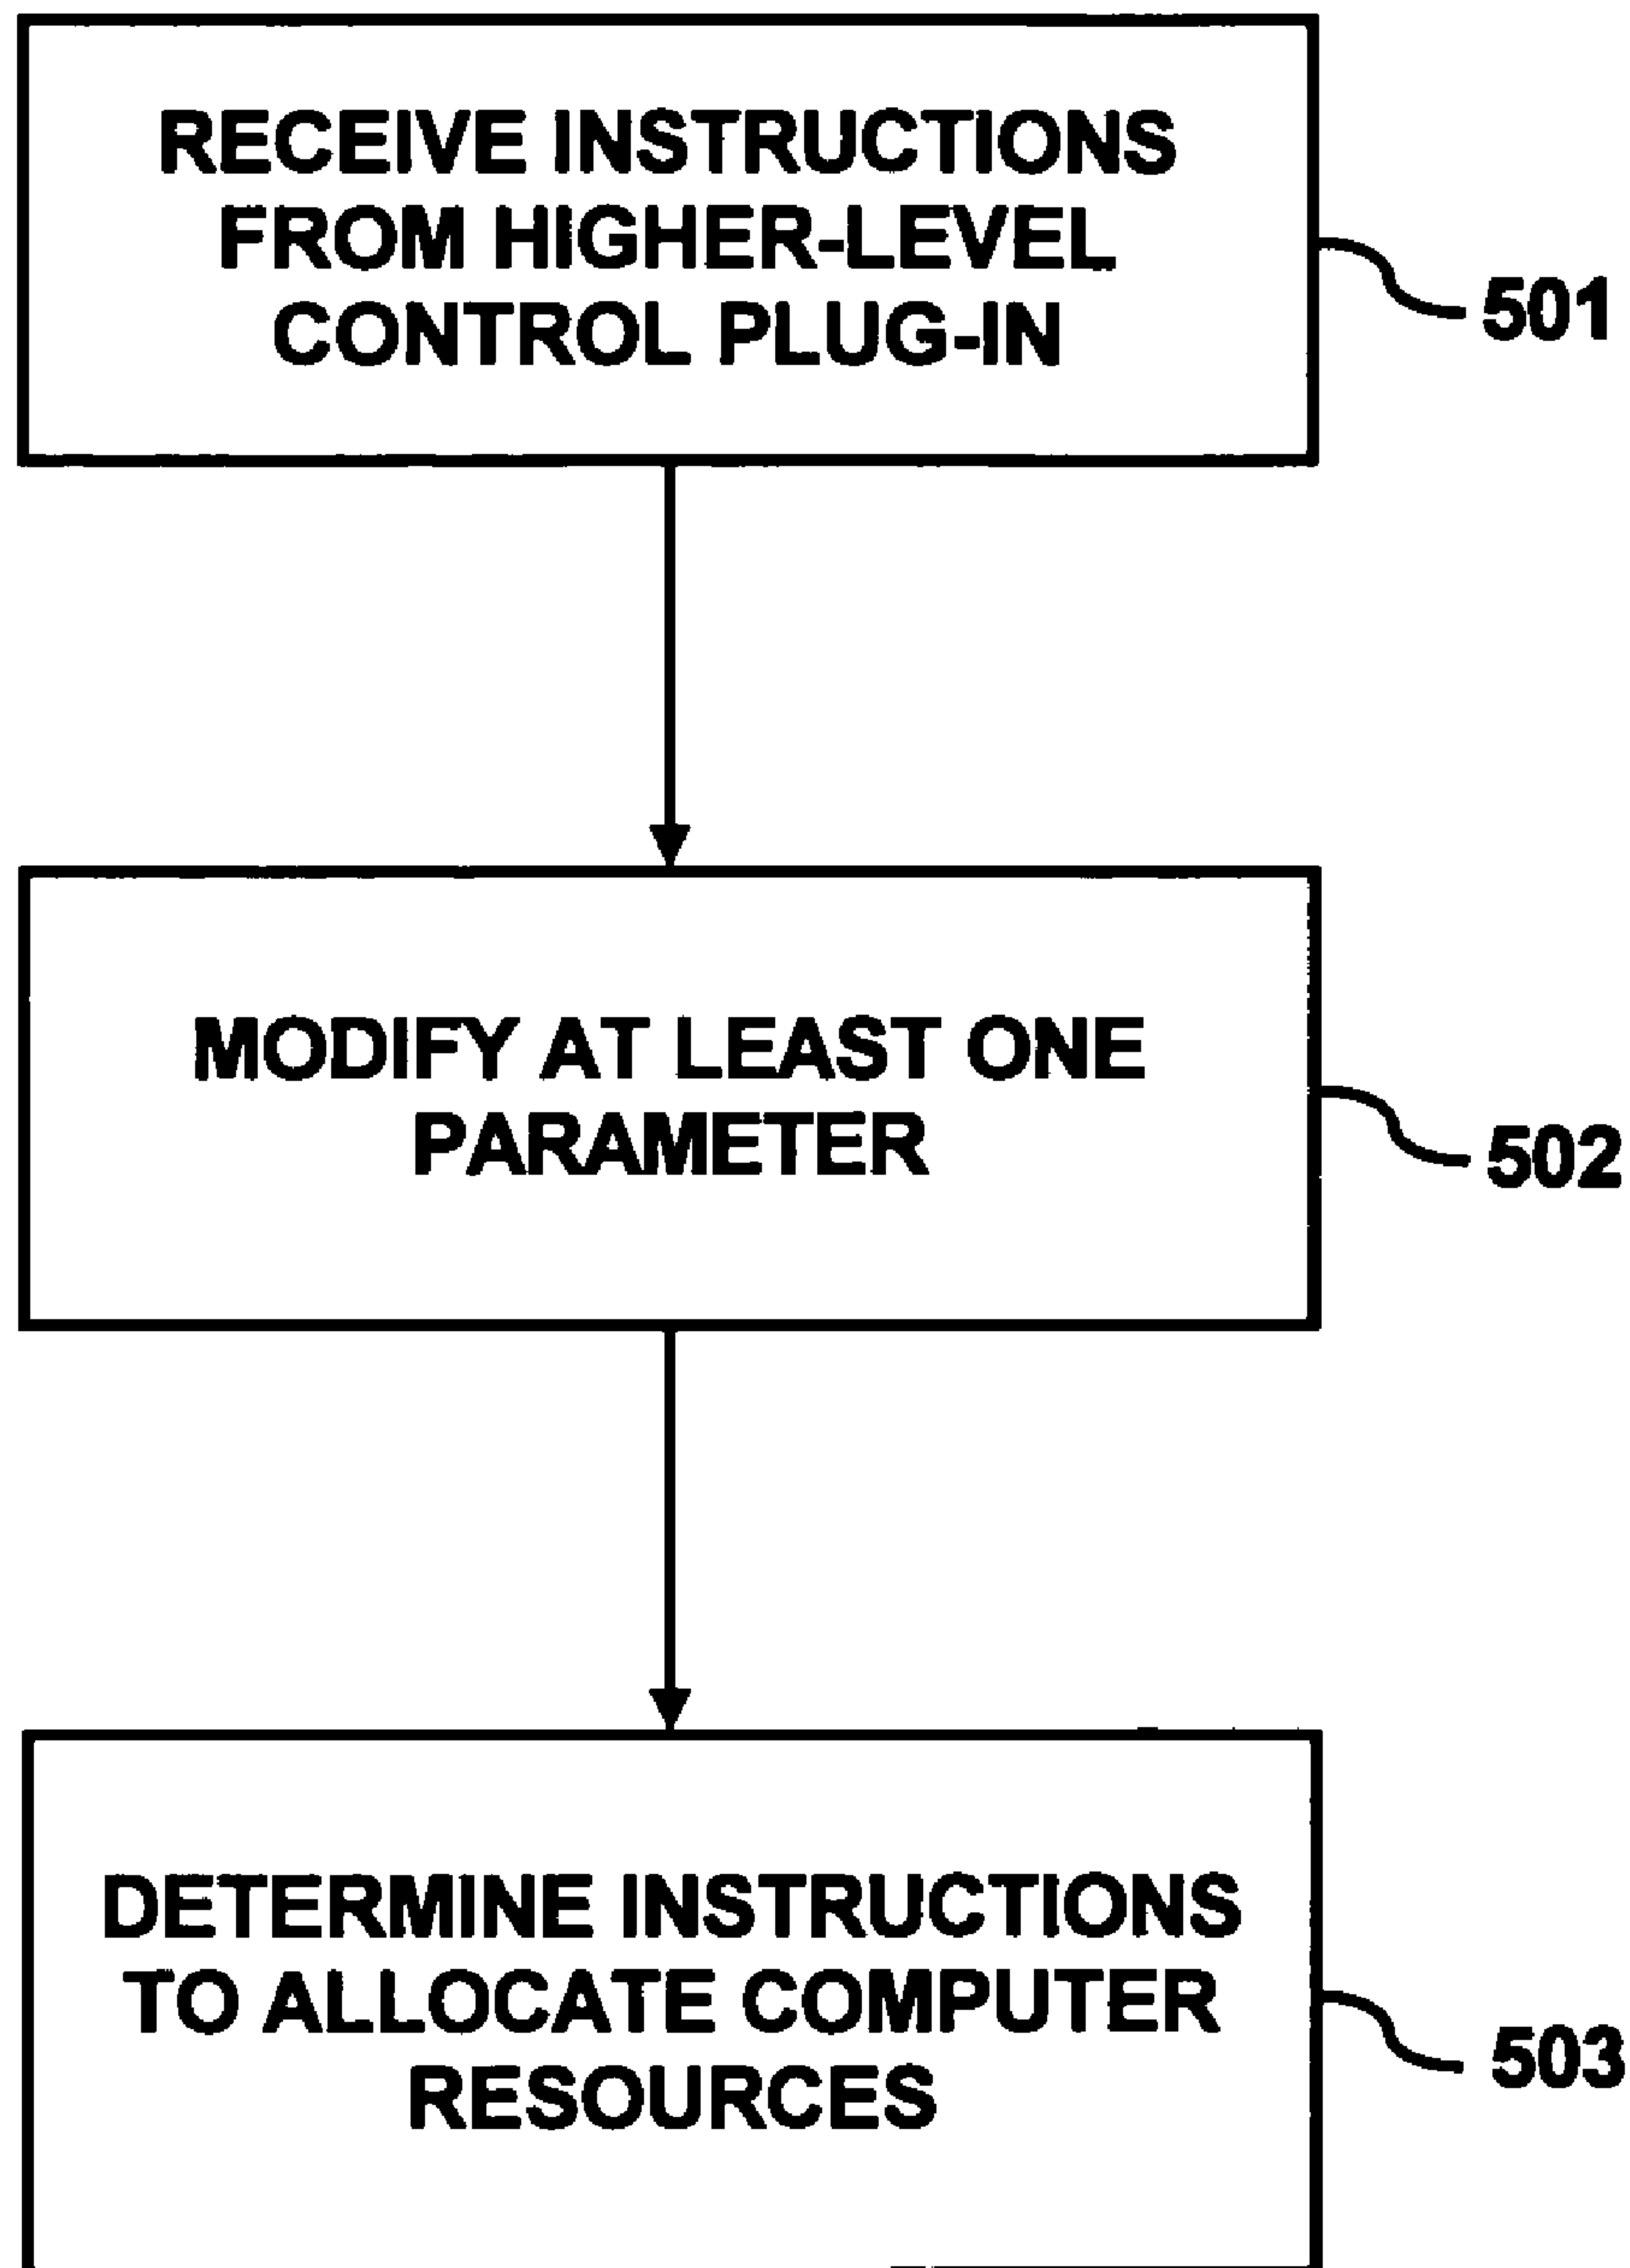 RECEIVE INSTRUCTIONS
FROM HIGHER-LEVEL
CONTROL PLUG-IN
501
MODIFY AT LEAST ONE
PARAMETER
502
DETERMINE INSTRUCTIONS
TO ALLOCATE COMPUTER
RESOURCES
503